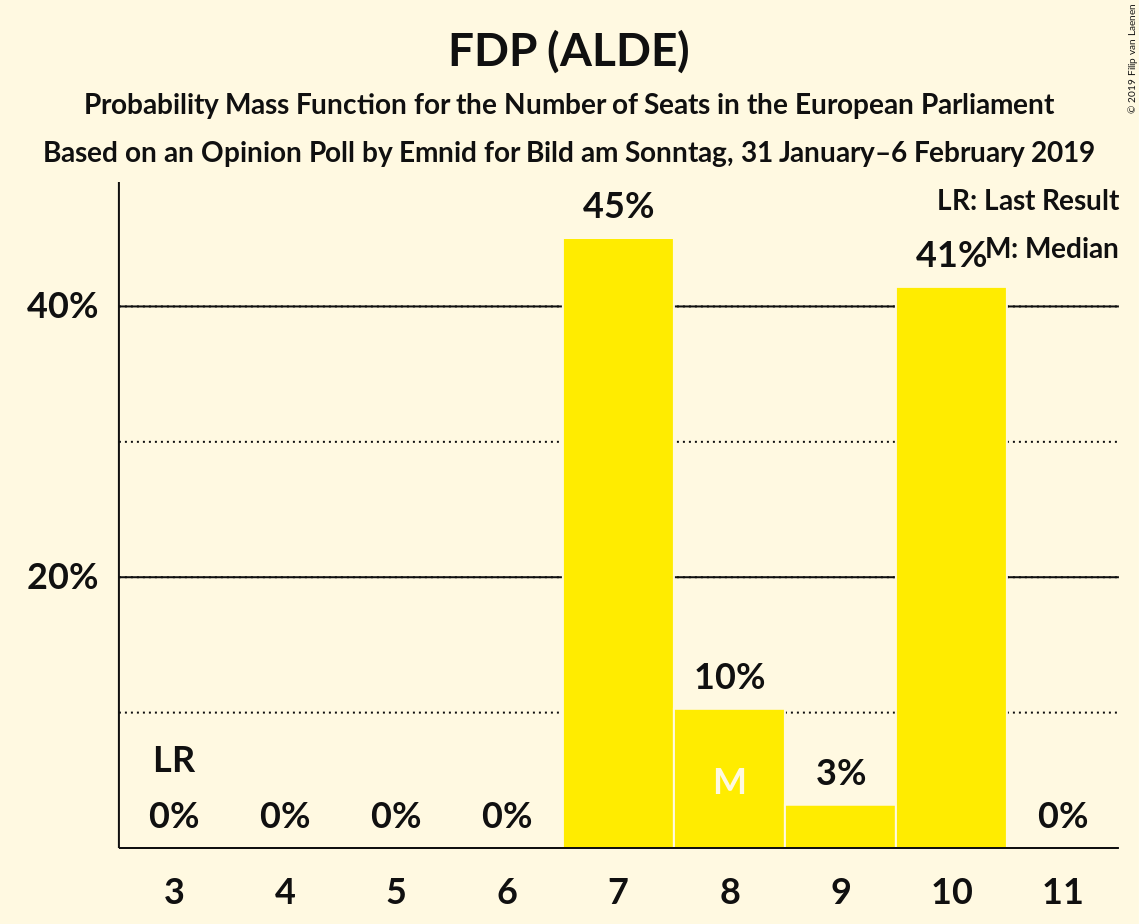 FDP (ALDE)
Probability Mass Function for the Number of Seats in the European Parliament
Based on an Opinion Poll by Emnid for Bild am Sonntag, 31 January–6 February 2019
© 2019 Filip van Laenen
LR: Last Result
M: Median
45%
41%
40%
20%
10%
LR
M
3%
0%
0%
0%
0%
0%
3 4 5 6 7 8 9 10 11